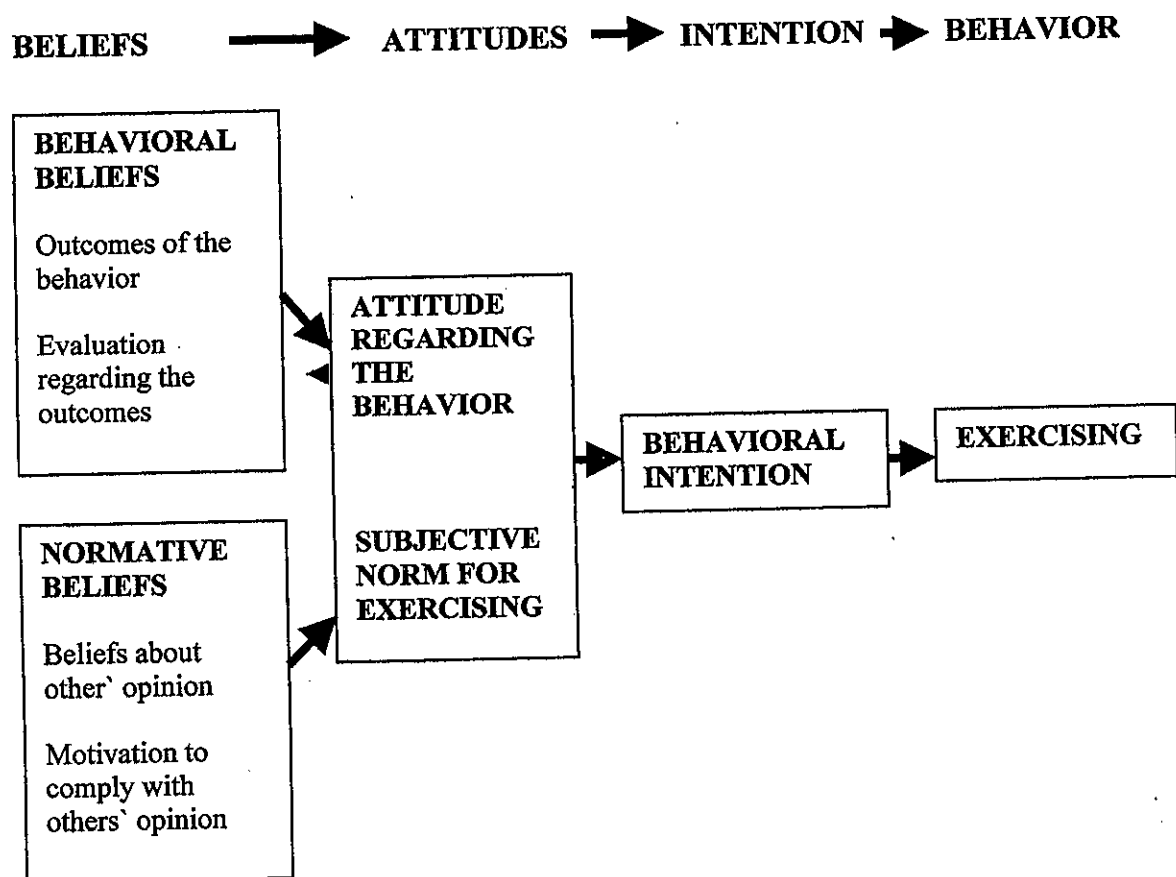 BELIEFS ATTITUDES INTENTION BEHAVIOR
BEHAVIORAL
BELIEFS
Outcomes of the
behavior
Evaluation
regarding the
outcomes
NORMATIVE
BELIEFS
Beliefs about
other` opinion
Motivation to
comply with
others` opinion
ATTITUDE
REGARDING
THE
BEHAVIOR
SUBJECTIVE
NORM FOR
EXERCISING
BEHAVIORAL
INTENTION
EXERCISING